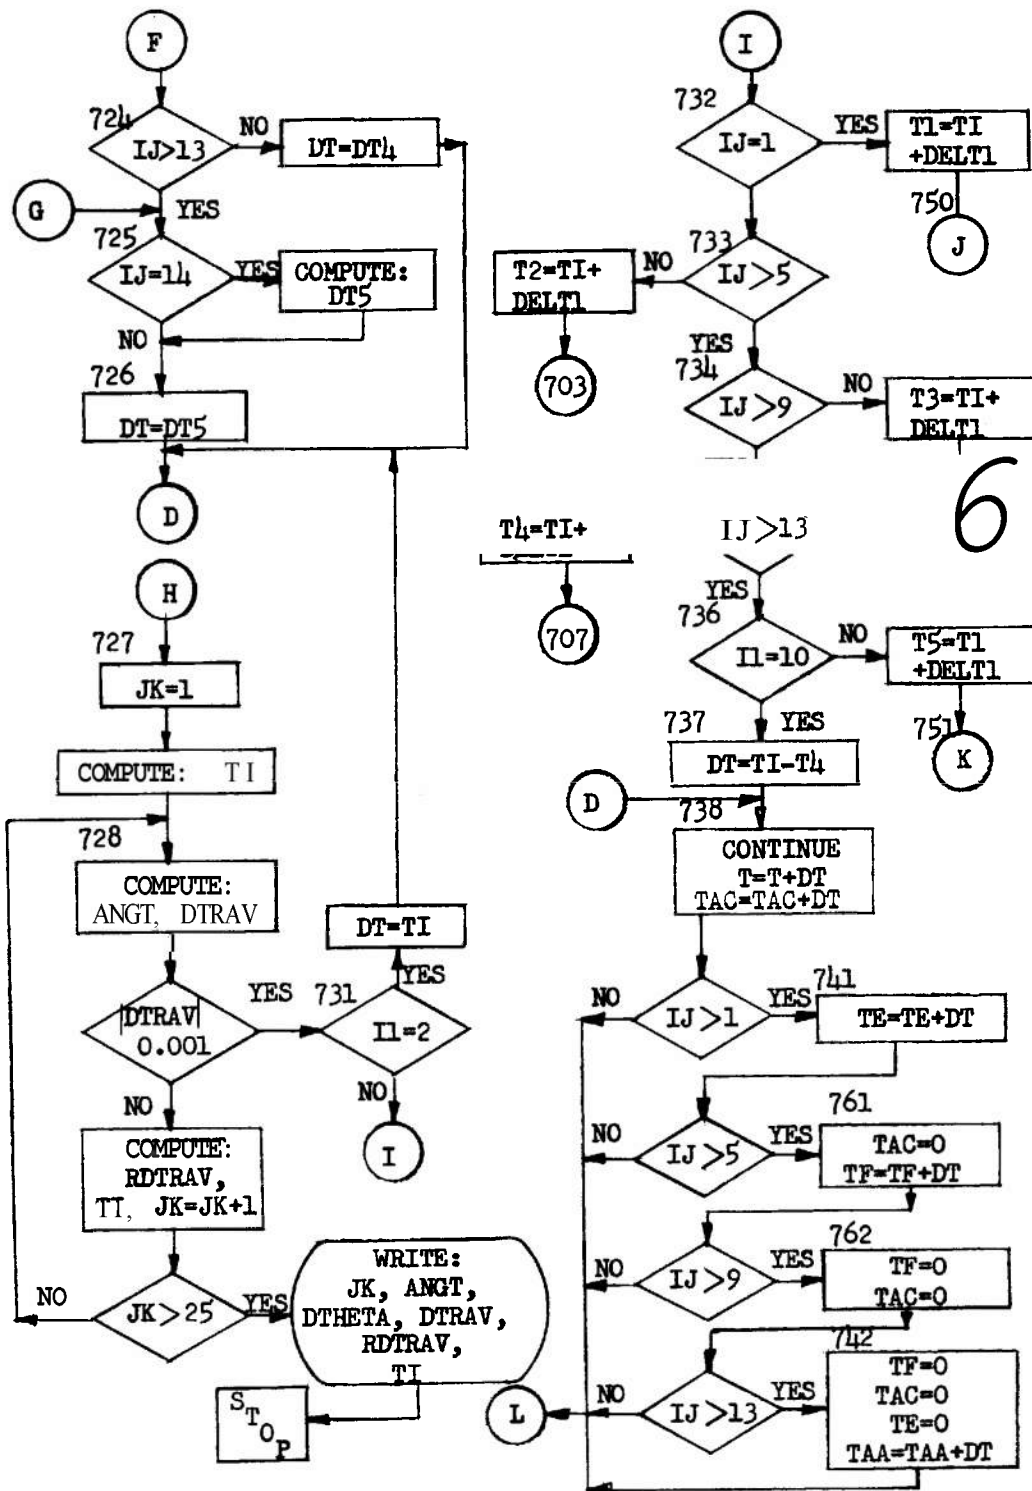 F
724
IJ>13
NO
DT=DT4
G
YES
725
IJ=14
YES
COMPUTE:
DT5
NO
726
DT=DT5
D
H
727
JK=1
COMPUTE: TI
728
COMPUTE:
ANGT, DTRAV
|DTRAV|
0.001
YES
731
I1=2
YES
DT=TI
NO
I
NO
COMPUTE:
RDTRAV,
TI, JK=JK+1
JK>25
NO
YES
WRITE:
JK, ANGT,
DTHETA, DTRAV,
RDTRAV,
TI
STOP
I
732
IJ=1
YES
T1=TI
+DELT1
750
J
733
IJ>5
NO
T2=TI+
DELT1
703
YES
734
IJ>9
NO
T3=TI+
DELT1
6
T4=TI+
707
IJ>13
YES
736
I1=10
NO
T5=T1
+DELT1
751
K
737
YES
DT=TI-T4
D
738
CONTINUE
T=T+DT
TAC=TAC+DT
NO
IJ>1
YES
741
TE=TE+DT
NO
IJ>5
YES
761
TAC=0
TF=TF+DT
NO
IJ>9
YES
762
TF=0
TAC=0
L
NO
IJ>13
YES
742
TF=0
TAC=0
TE=0
TAA=TAA+DT